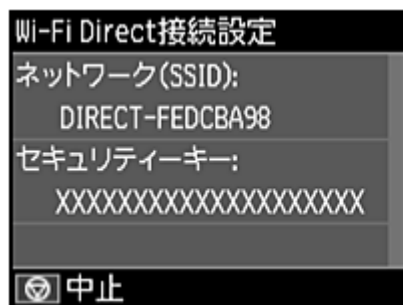 Wi-Fi Direct接続設定
ネットワーク(SSID):
DIRECT-FEDCBA98
セキュリティーキー:
XXXXXXXXXXXXXXXXXXXX
中止